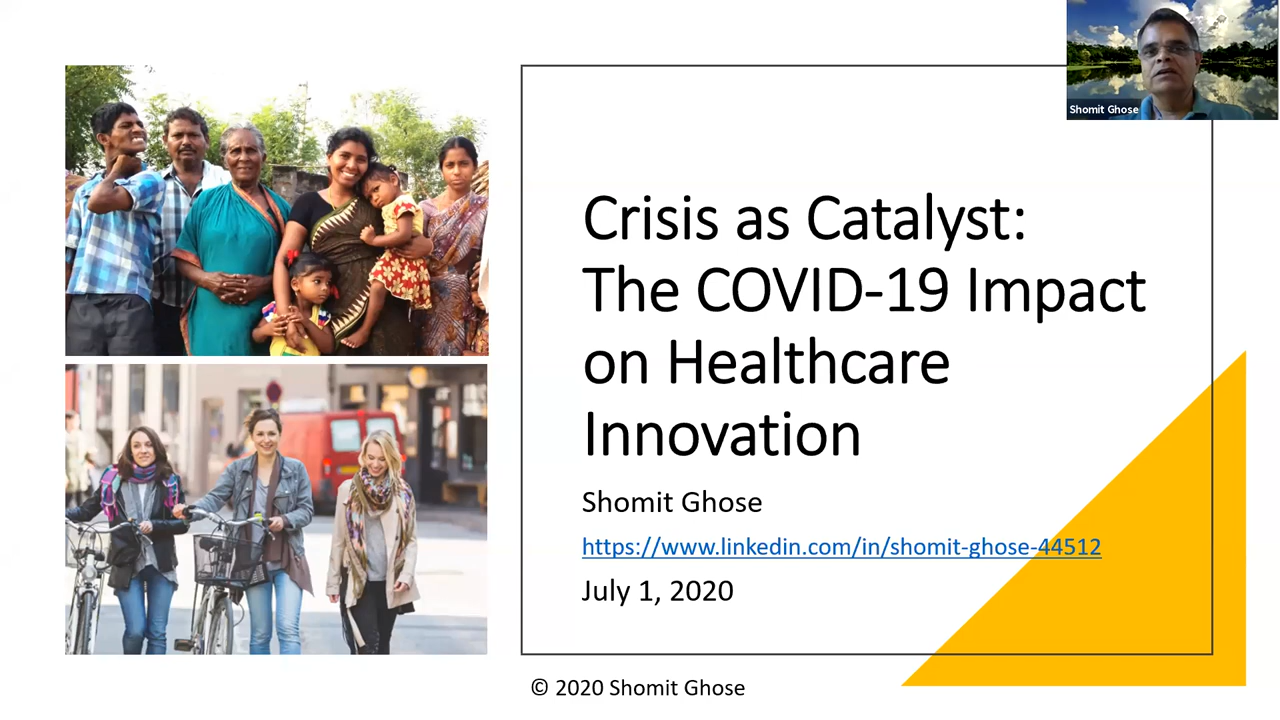 Shomit Ghose
Crisis as Catalyst:
The COVID-19 Impact
on Healthcare
Innovation
Shomit Ghose
https://www.linkedin.com/in/shomit-ghose-44512
July 1, 2020
© 2020 Shomit Ghose